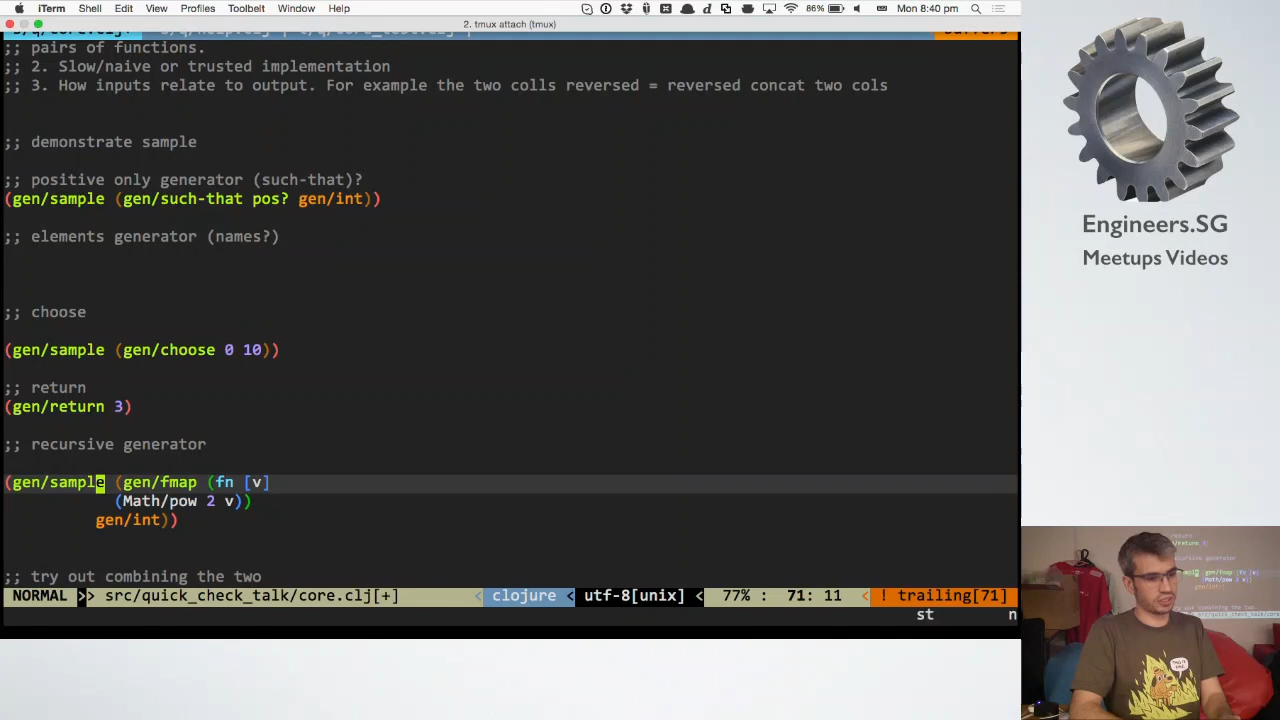 iTerm Shell Edit View Profiles Toolbelt Window Help
86% Mon 8:40 pm
2. tmux attach (tmux)
;; pairs of functions.
;; 2. Slow/naive or trusted implementation
;; 3. How inputs relate to output. For example the two colls reversed = reversed concat two cols
;; demonstrate sample
;; positive only generator (such-that)?
(gen/sample (gen/such-that pos? gen/int))
;; elements generator (names?)
;; choose
(gen/sample (gen/choose 0 10))
;; return
(gen/return 3)
;; recursive generator
(gen/sample (gen/fmap (fn [v]
(Math/pow 2 v))
gen/int))
;; try out combining the two
NORMAL >> src/quick_check_talk/core.clj[+] < clojure < utf-8[unix] < 77% : 71: 11 < ! trailing[71]
st n
Engineers.SG
Meetups Videos